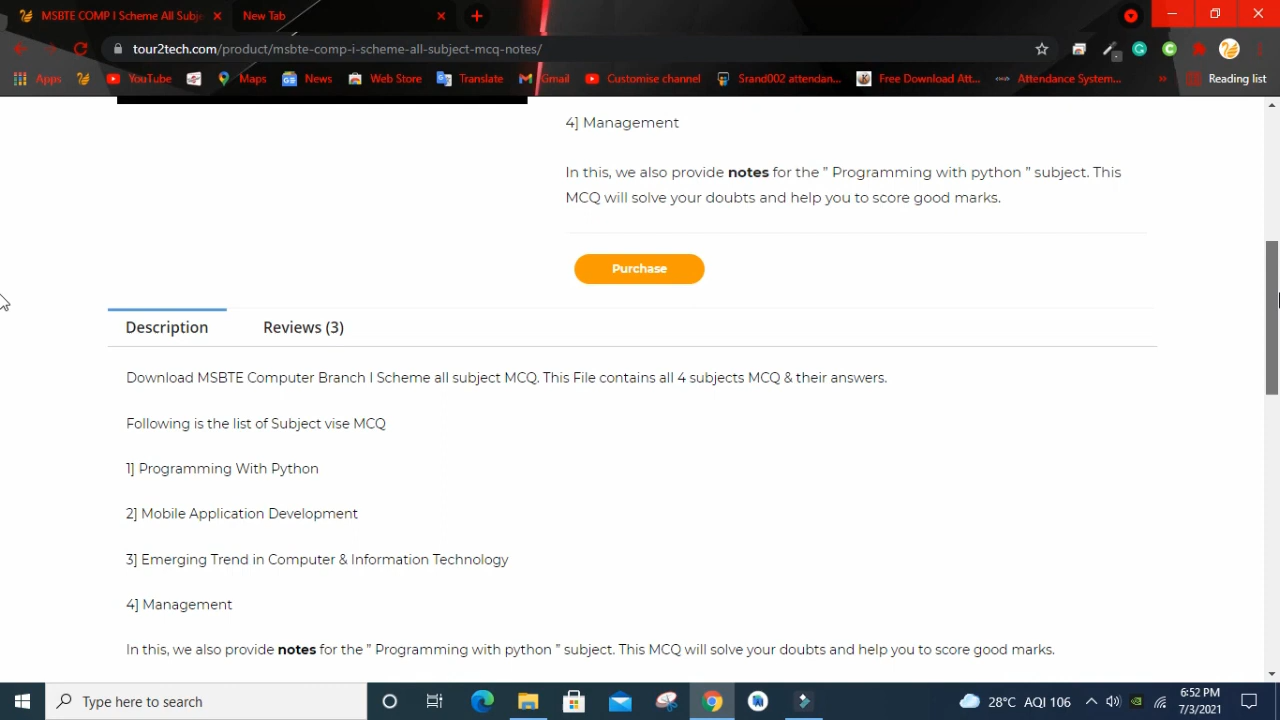 MSBTE COMP I Scheme All Subje
New Tab
tour2tech.com/product/msbte-comp-i-scheme-all-subject-mcq-notes/
Apps
YouTube
Maps
News
Web Store
Translate
Gmail
Customise channel
Srand002 attendan...
Free Download Att...
Attendance System...
»
Reading list
4] Management
In this, we also provide notes for the ” Programming with python ” subject. This
MCQ will solve your doubts and help you to score good marks.
Purchase
Description
Reviews (3)
Download MSBTE Computer Branch I Scheme all subject MCQ. This File contains all 4 subjects MCQ & their answers.
Following is the list of Subject vise MCQ
1] Programming With Python
2] Mobile Application Development
3] Emerging Trend in Computer & Information Technology
4] Management
In this, we also provide notes for the ” Programming with python ” subject. This MCQ will solve your doubts and help you to score good marks.
Type here to search
28°C AQI 106
6:52 PM
7/3/2021